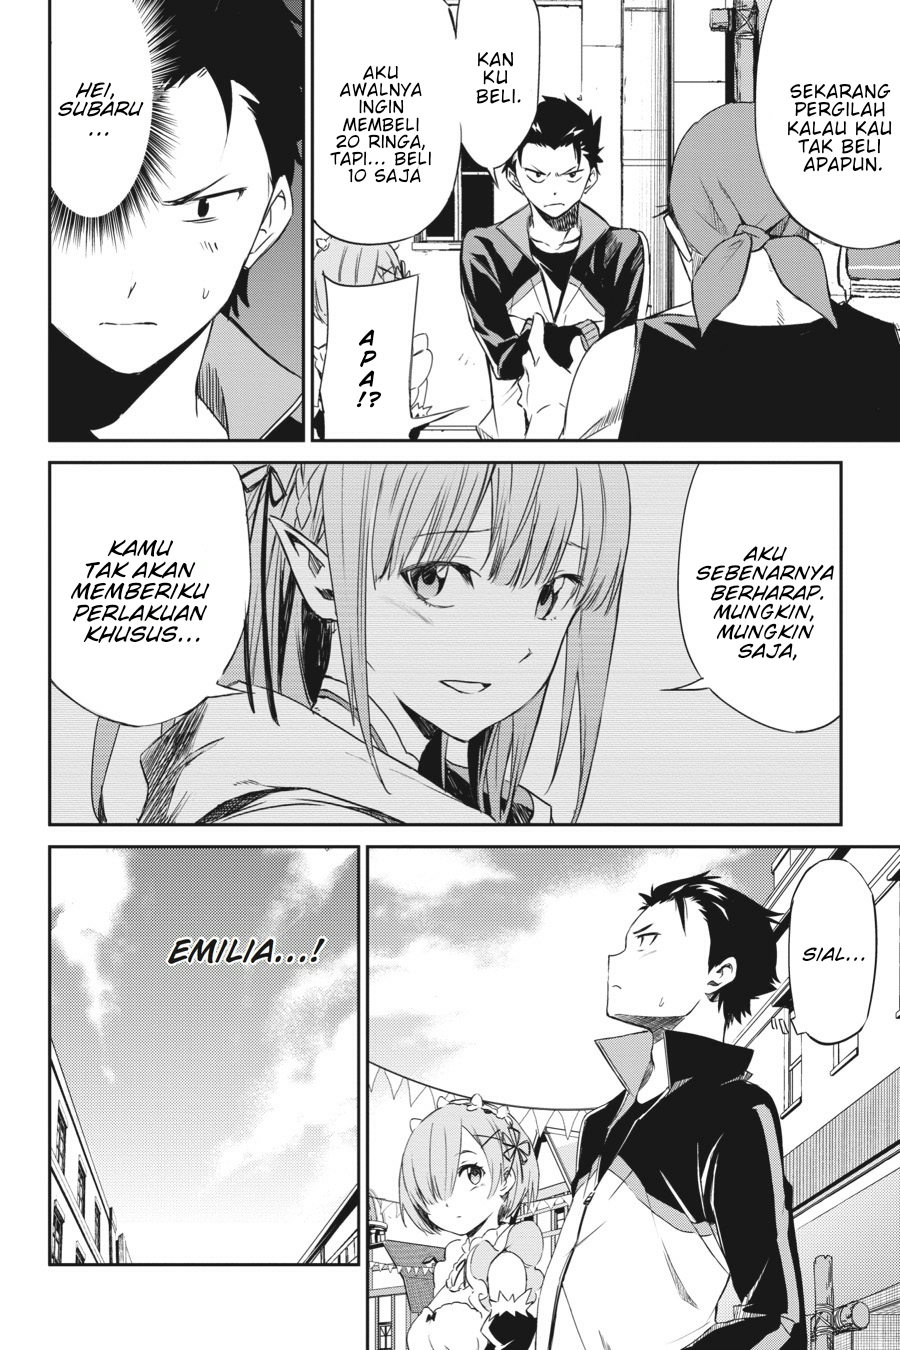 SEKARANG
PERGILAH
KALAU KAU
TAK BELI
APAPUN.
KAN
KU
BELI.
AKU
AWALNYA
INGIN
MEMBELI
20 RINGA,
TAPI... BELI
10 SAJA
APA!?
HEI,
SUBARU
...
AKU
SEBENARNYA
BERHARAP.
MUNGKIN,
MUNGKIN
SAJA,
KAMU
TAK AKAN
MEMBERIKU
PERLAKUAN
KHUSUS...
SIAL...
EMILIA...!